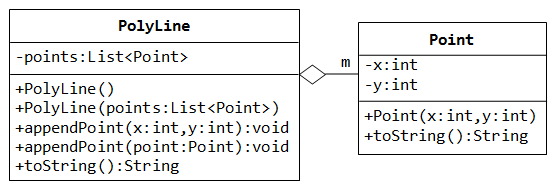 PolyLine
-points:List<Point>
+PolyLine()
+PolyLine(points:List<Point>)
+appendPoint(x:int,y:int):void
+appendPoint(point:Point):void
+toString():String
m
Point
-x:int
-y:int
+Point(x:int,y:int)
+toString():String